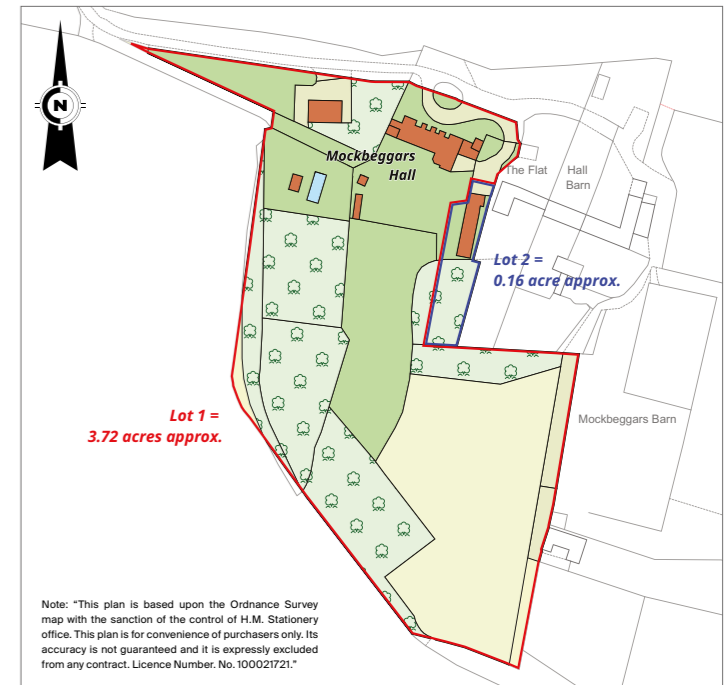 N
Mockbeggars
Hall
The Flat
Hall
Barn
Lot 2 =
0.16 acre approx.
Lot 1 =
3.72 acres approx.
Mockbeggars Barn
Note: “This plan is based upon the Ordnance Survey
map with the sanction of the control of H.M. Stationery
office. This plan is for convenience of purchasers only. Its
accuracy is not guaranteed and it is expressly excluded
from any contract. Licence Number. No. 100021721.”